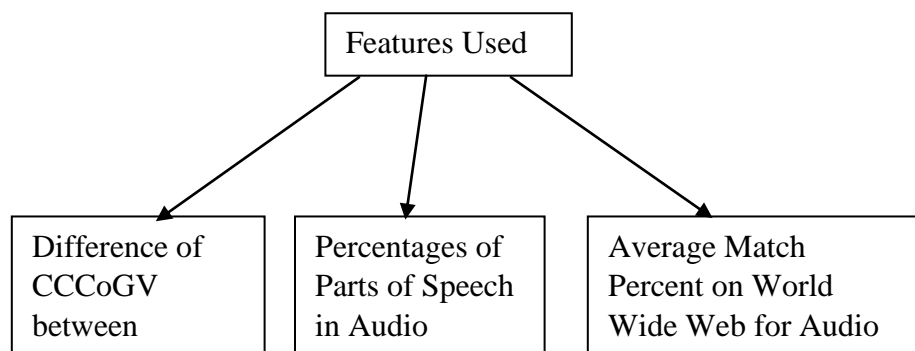 Features Used
Difference of
CCCoGV
between
Percentages of
Parts of Speech
in Audio
Average Match
Percent on World
Wide Web for Audio